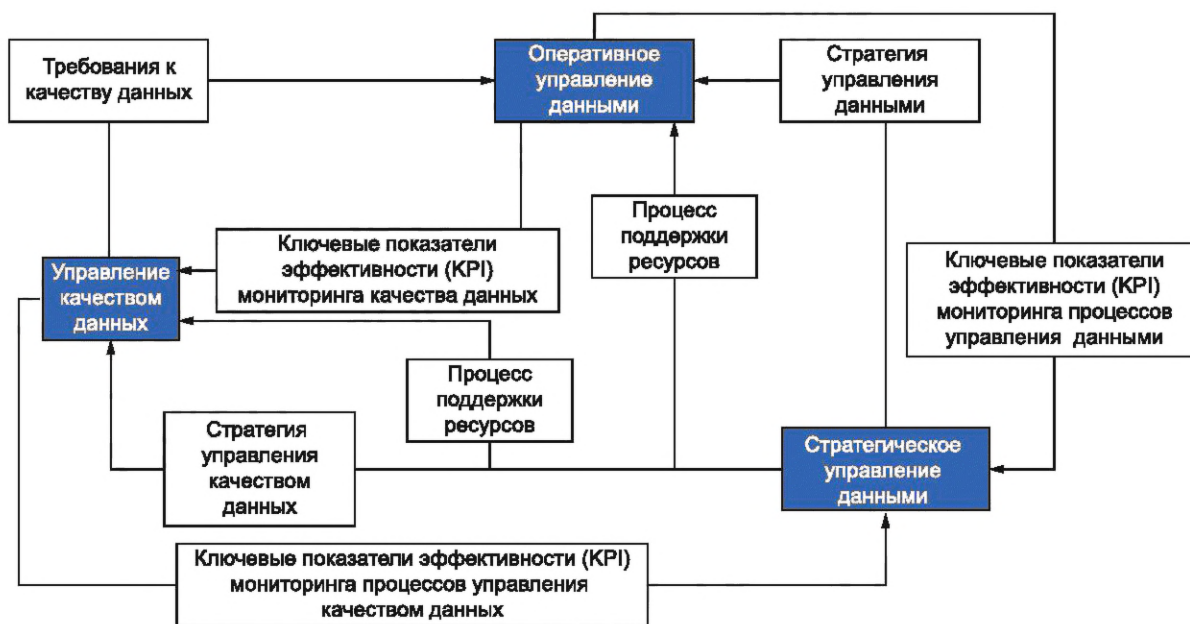 Требования к
качеству данных
Оперативное
управление
данными
Стратегия
управления
данными
Процесс
поддержки
ресурсов
Ключевые показатели
эффективности (KPI)
мониторинга качества данных
Управление
качеством
данных
Ключевые показатели
эффективности (KPI)
мониторинга процессов
управления данными
Процесс
поддержки
ресурсов
Стратегия
управления
качеством
данных
Стратегическое
управление
данными
Ключевые показатели эффективности (KPI)
мониторинга процессов управления
качеством данных